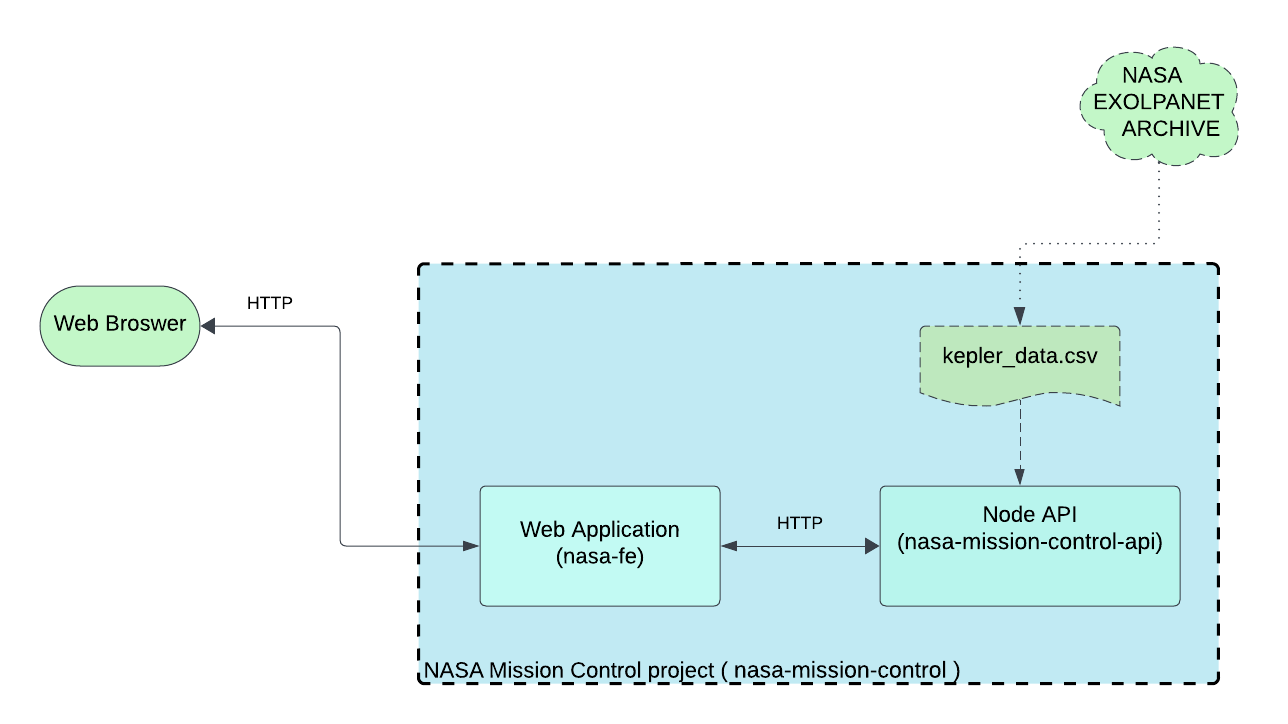 NASA
EXOLPANET
ARCHIVE
HTTP
Web Broswer
kepler_data.csv
Web Application
(nasa-fe)
HTTP
Node API
(nasa-mission-control-api)
NASA Mission Control project ( nasa-mission-control )